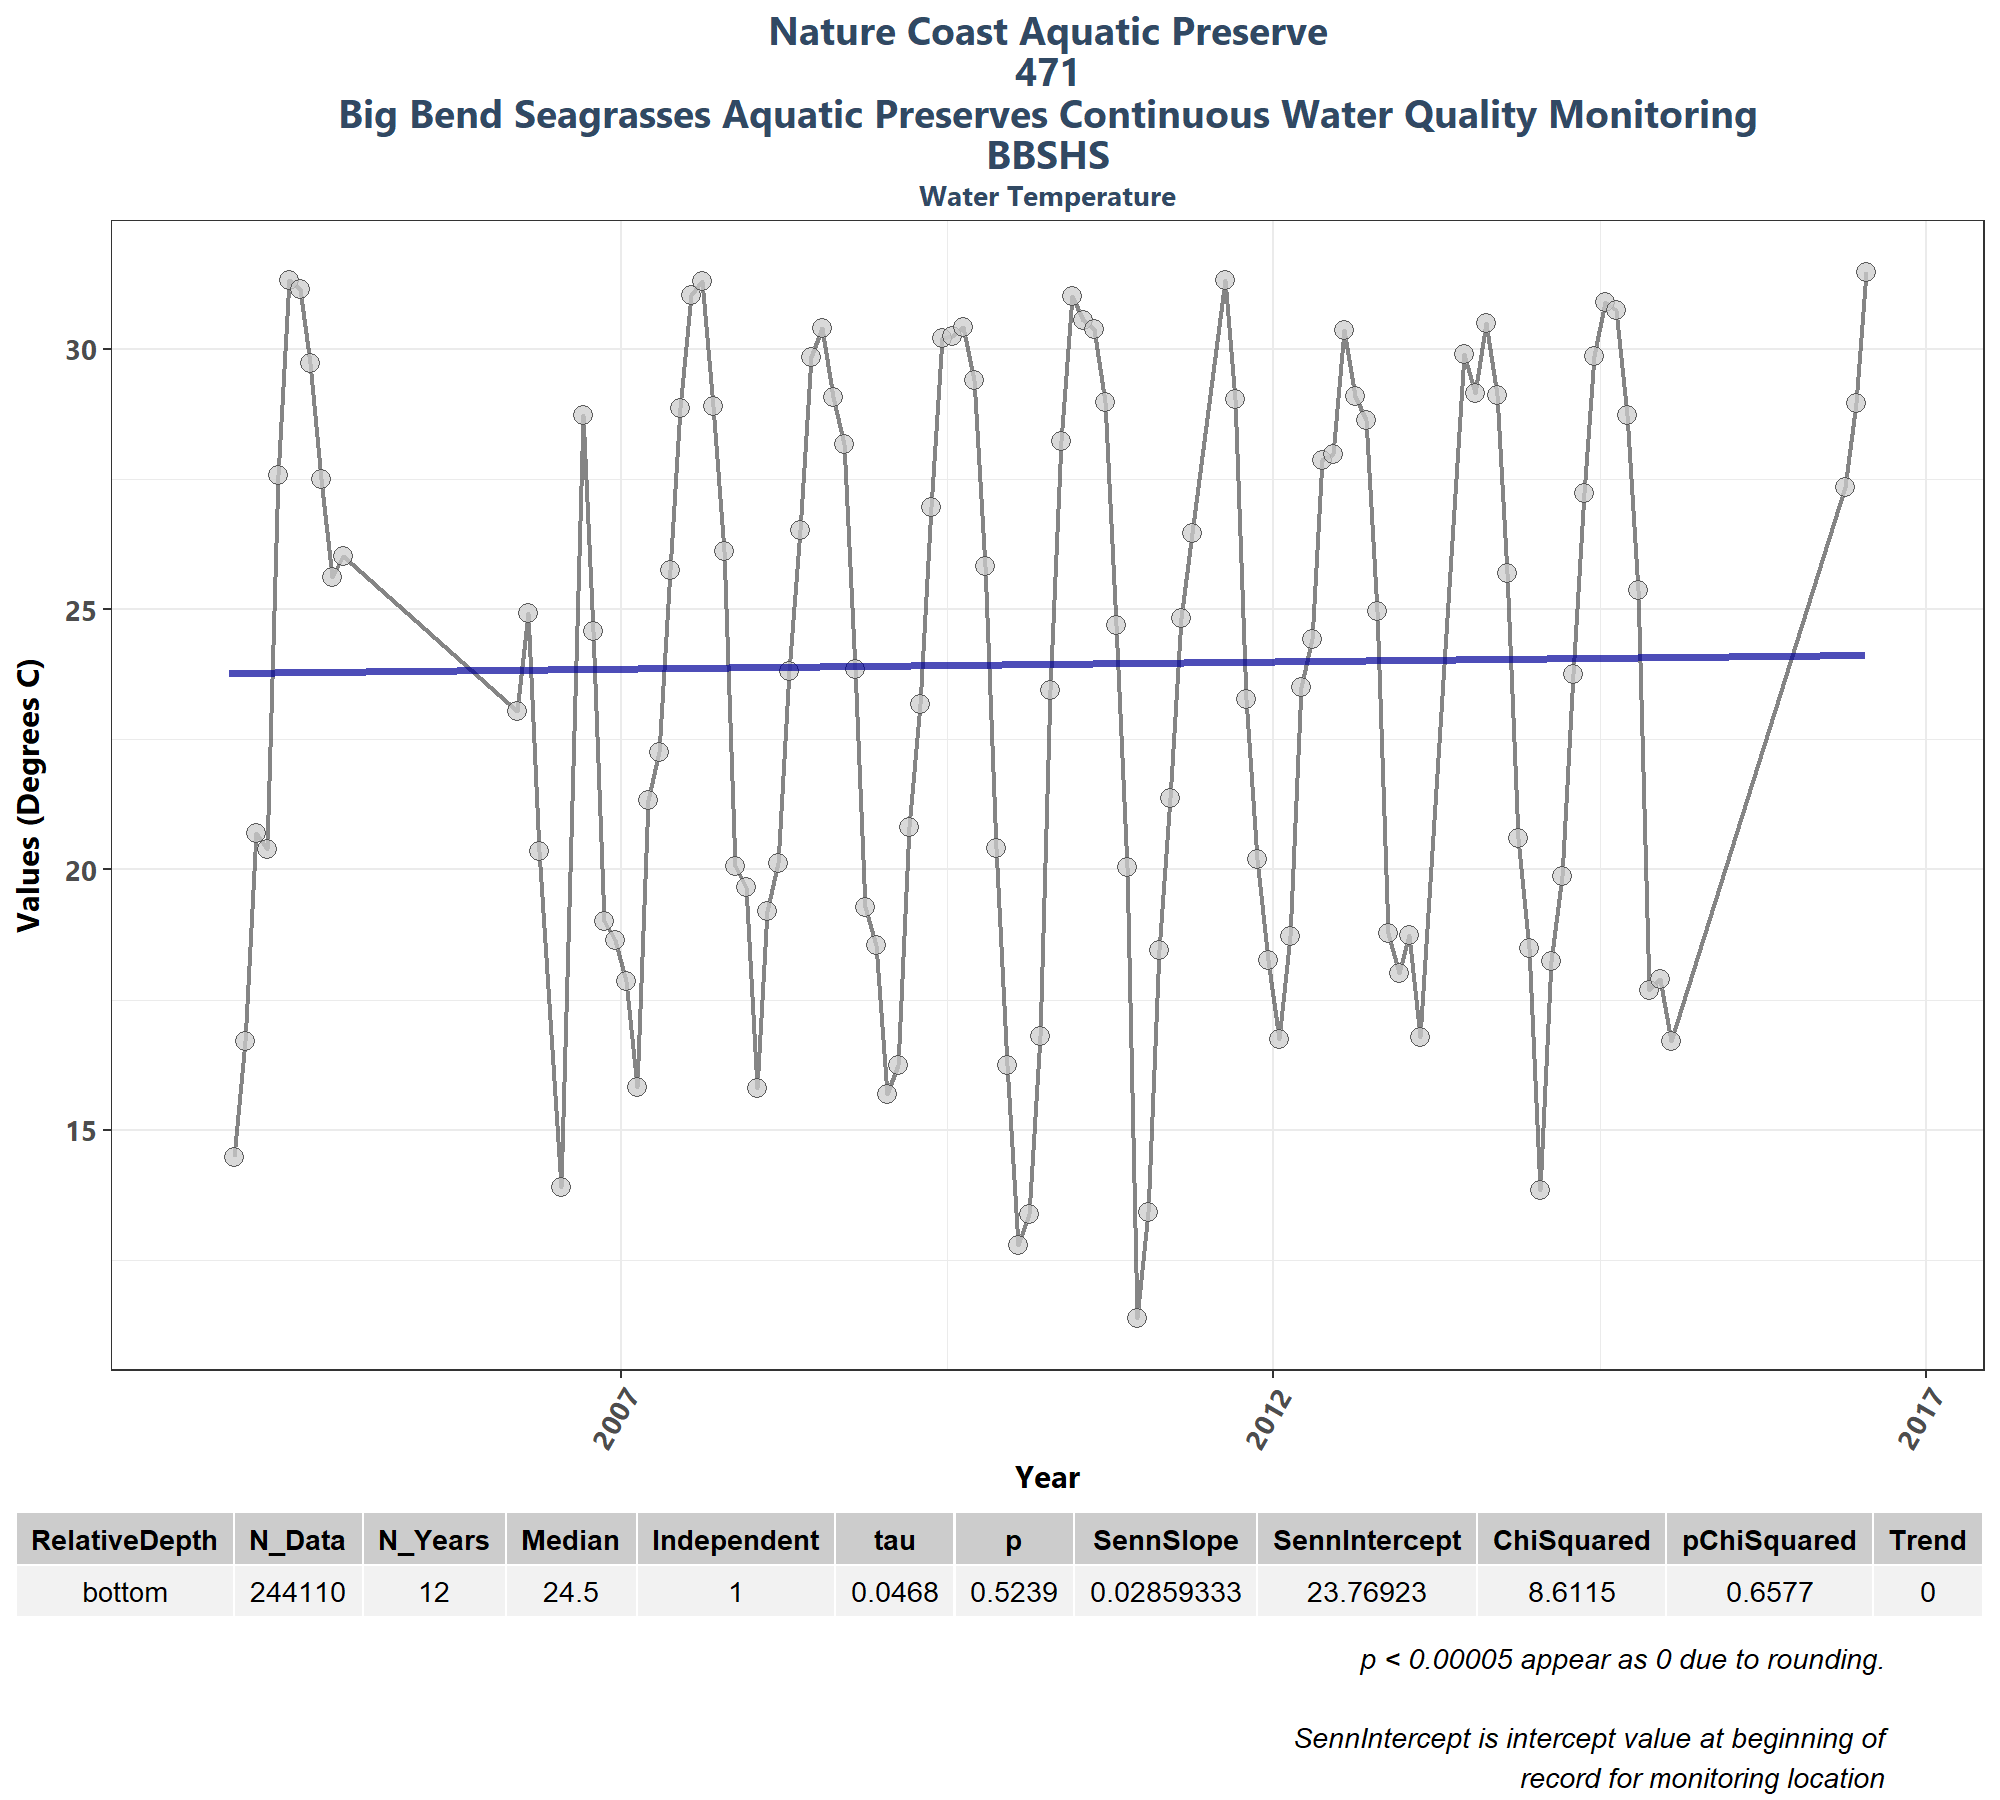 Nature Coast Aquatic Preserve
471
Big Bend Seagrasses Aquatic Preserves Continuous Water Quality Monitoring
BBSHS
Water Temperature
30
25
20
15
Values (Degrees C)
2007 2012 2017
Year
RelativeDepth N_Data N_Years Median Independent tau p SennSlope SennIntercept ChiSquared pChiSquared Trend
bottom 244110 12 24.5 1 0.0468 0.5239 0.02859333 23.76923 8.6115 0.6577 0
p < 0.00005 appear as 0 due to rounding.
SennIntercept is intercept value at beginning of
record for monitoring location